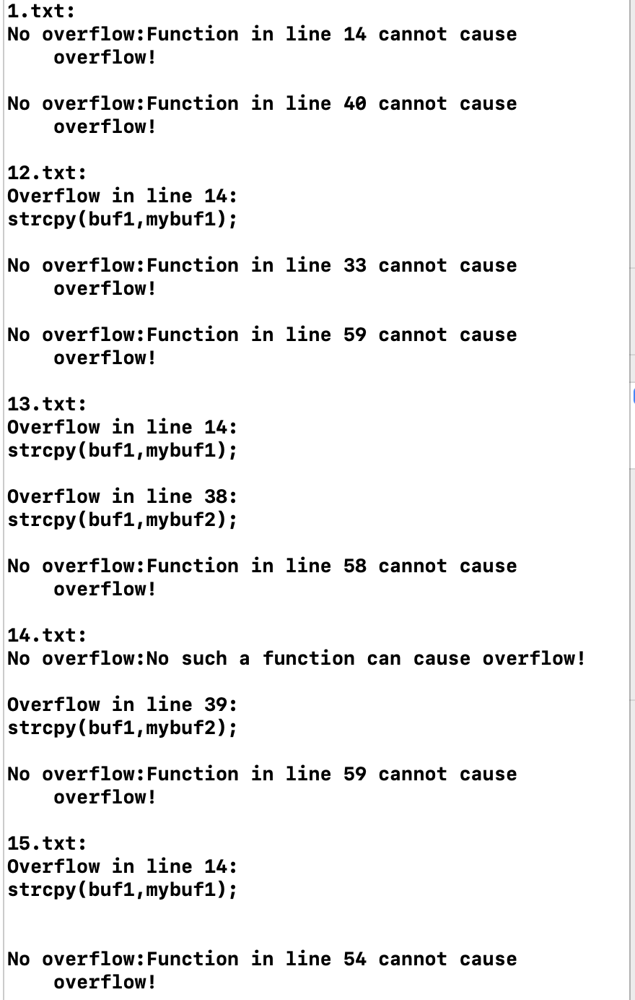 1.txt:
No overflow:Function in line 14 cannot cause
overflow!
No overflow:Function in line 40 cannot cause
overflow!
12.txt:
Overflow in line 14:
strcpy(buf1,mybuf1);
No overflow:Function in line 33 cannot cause
overflow!
No overflow:Function in line 59 cannot cause
overflow!
13.txt:
Overflow in line 14:
strcpy(buf1,mybuf1);
Overflow in line 38:
strcpy(buf1,mybuf2);
No overflow:Function in line 58 cannot cause
overflow!
14.txt:
No overflow:No such a function can cause overflow!
Overflow in line 39:
strcpy(buf1,mybuf2);
No overflow:Function in line 59 cannot cause
overflow!
15.txt:
Overflow in line 14:
strcpy(buf1,mybuf1);
No overflow:Function in line 54 cannot cause
overflow!